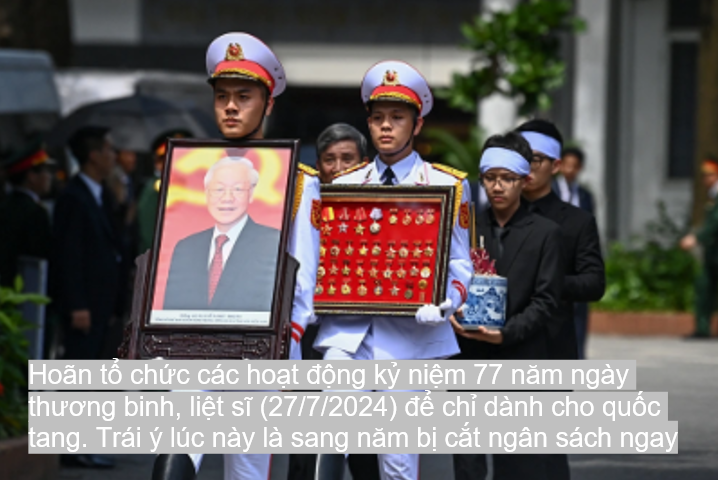 Hoãn tổ chức các hoạt động kỷ niệm 77 năm ngày
thương binh, liệt sĩ (27/7/2024) để chỉ dành cho quốc
tang. Trái ý lúc này là sang năm bị cắt ngân sách ngay